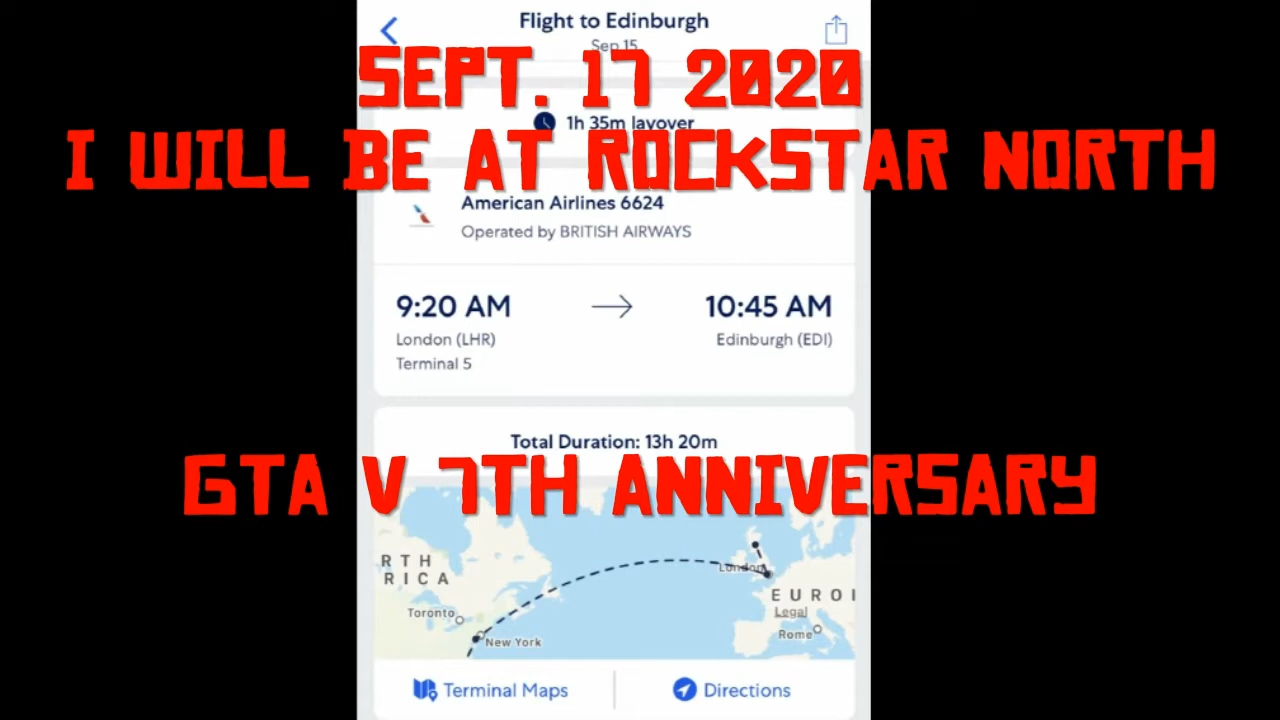 Flight to Edinburgh
Sep 15
SEPT. 17 2020
1h 35m layover
I WILL BE AT ROCKSTAR NORTH
American Airlines 6624
Operated by BRITISH AIRWAYS
9:20 AM
10:45 AM
London (LHR)
Edinburgh (EDI)
Terminal 5
Total Duration: 13h 20m
GTA V 7TH ANNIVERSARY
RTH
RICA
London
EUROI
Legal
Toronto
New York
Rome
Terminal Maps
Directions